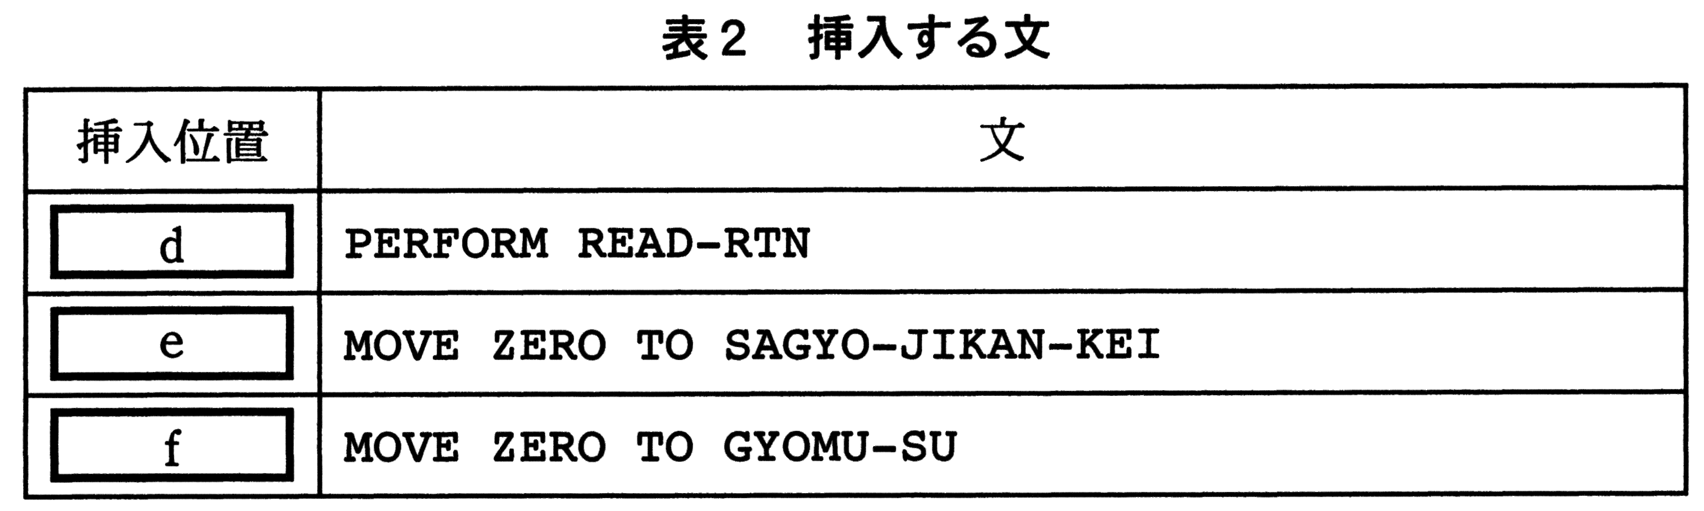 表2　挿入する文
挿入位置 文
d PERFORM READ-RTN
e MOVE ZERO TO SAGYO-JIKAN-KEI
f MOVE ZERO TO GYOMU-SU